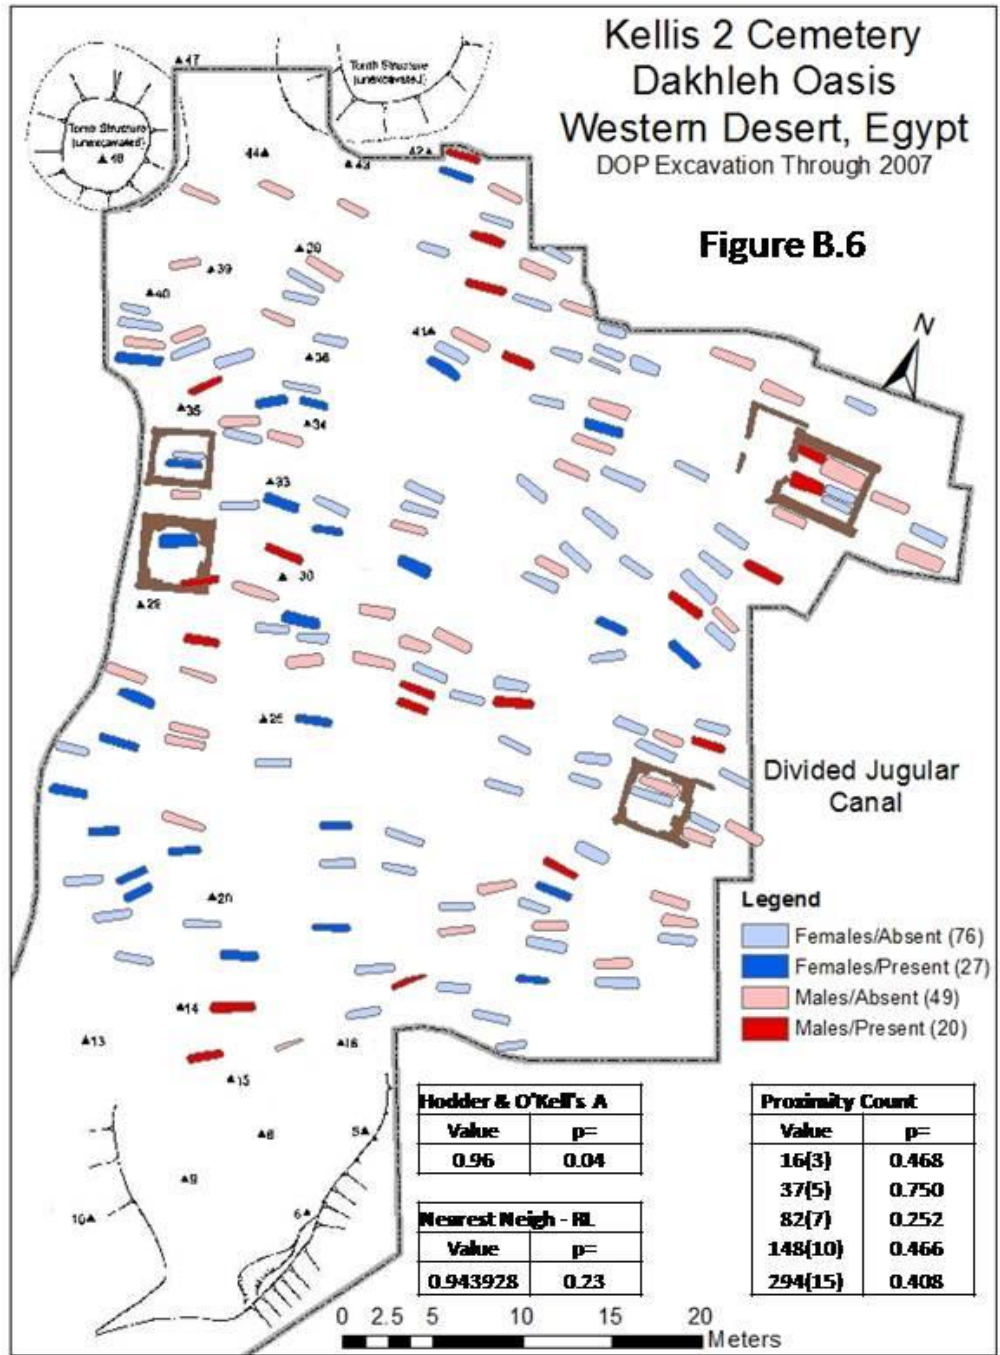 Kellis 2 Cemetery
Dakhleh Oasis
Western Desert, Egypt
DOP Excavation Through 2007
Figure B.6
47
Tomb Structure
(unexcavated)
Tomb Structure
(unexcavated)
48
44
43
42
39
40
41
36
35
34
33
30
29
25
20
14
13
16
15
8
5
9
10
6
N
Divided Jugular
Canal
Legend
Females/Absent (76)
Females/Present (27)
Males/Absent (49)
Males/Present (20)
Hodder & O'Kell's A
Value p=
0.96 0.04
Nearest Neigh - RL
Value p=
0.943928 0.23
Proximity Count
Value p=
16(3) 0.468
37(5) 0.750
82(7) 0.252
148(10) 0.466
294(15) 0.408
0 2.5 5 10 15 20
Meters